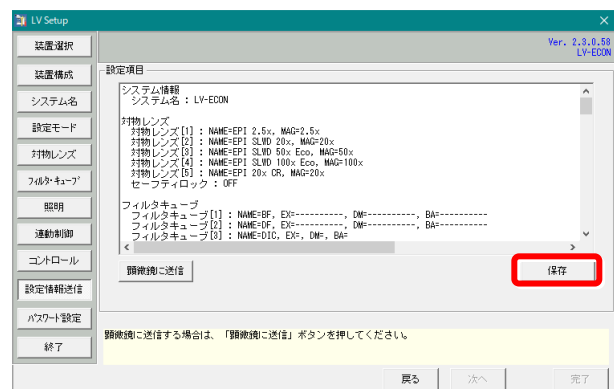 LV Setup
Ver. 2.3.0.58
LV-ECON
装置選択
装置構成
システム名
設定モード
対物レンズ
フィルタ・キューブ
照明
連動制御
コントロール
設定情報送信
パスワード設定
終了
設定項目
システム情報
システム名 : LV-ECON
対物レンズ
対物レンズ[1] : NAME=EPI 2.5x, MAG=2.5x
対物レンズ[2] : NAME=EPI SLWD 20x, MAG=20x
対物レンズ[3] : NAME=EPI SLWD 50x Eco, MAG=50x
対物レンズ[4] : NAME=EPI SLWD 100x Eco, MAG=100x
対物レンズ[5] : NAME=EPI 20x CR, MAG=20x
セーフティロック : OFF
フィルタキューブ
フィルタキューブ[1] : NAME=BF, EX=----------, DM=----------, BA=----------
フィルタキューブ[2] : NAME=DF, EX=----------, DM=----------, BA=----------
フィルタキューブ[3] : NAME=DIC, EX=, DM=, BA=
顕微鏡に送信
保存
顕微鏡に送信する場合は、「顕微鏡に送信」ボタンを押してください。
戻る
次へ
完了